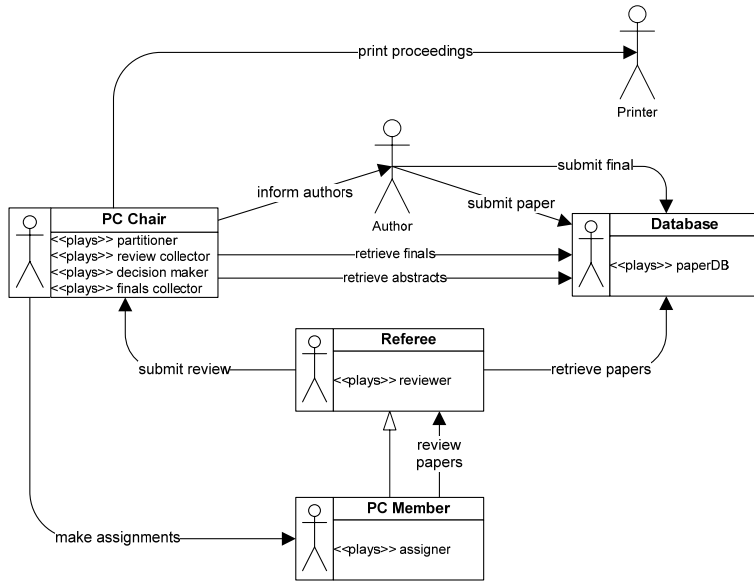 print proceedings
Printer
submit final
inform authors
submit paper
Author
PC Chair
<<plays>> partitioner
<<plays>> review collector
<<plays>> decision maker
<<plays>> finals collector
retrieve finals
retrieve abstracts
Database
<<plays>> paperDB
Referee
<<plays>> reviewer
submit review
retrieve papers
review
papers
PC Member
<<plays>> assigner
make assignments